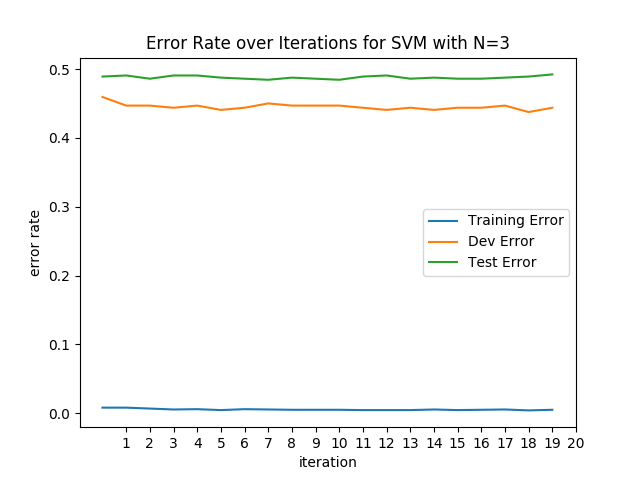 Error Rate over Iterations for SVM with N=3
0.5
0.4
0.3
0.2
0.1
0.0
error rate
Training Error
Dev Error
Test Error
1 2 3 4 5 6 7 8 9 10 11 12 13 14 15 16 17 18 19 20
iteration